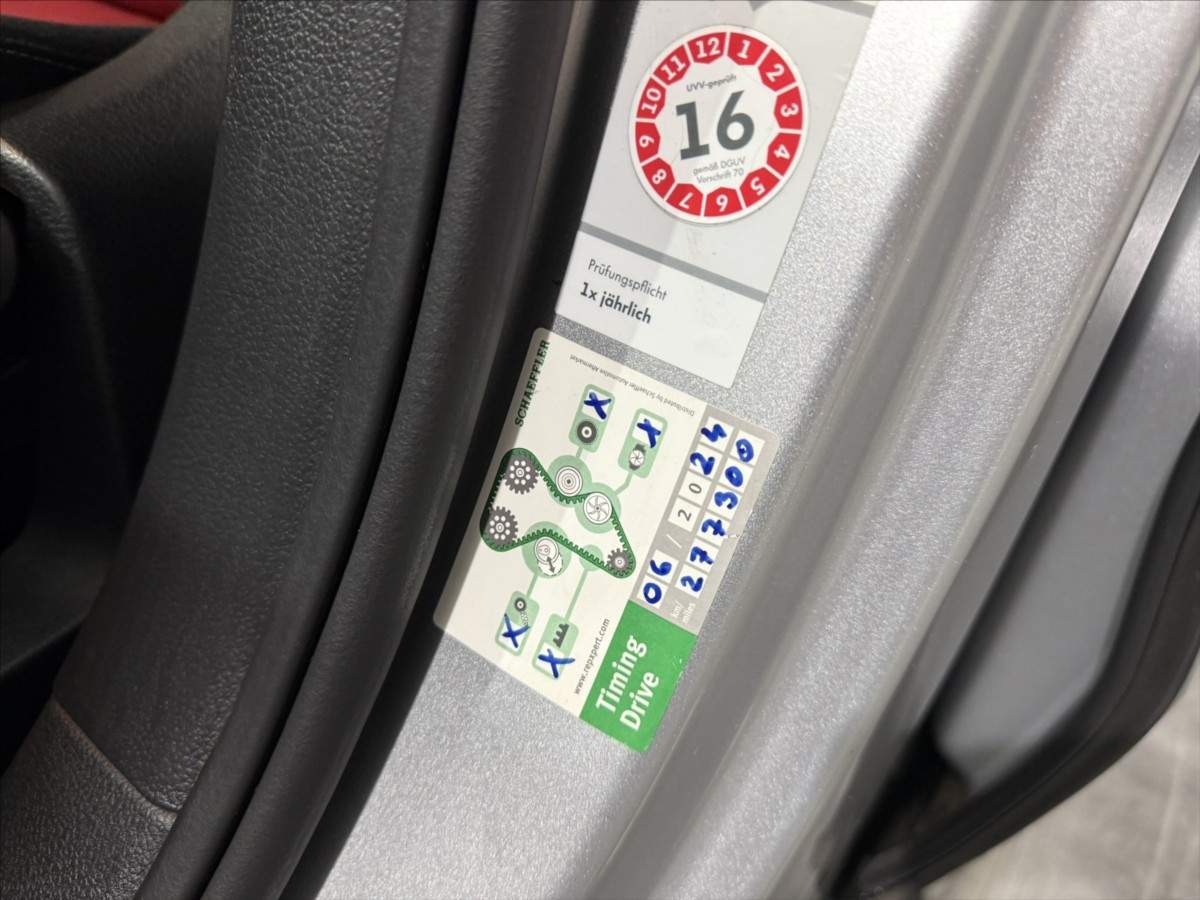 12 1 2 3 4 5 6 7 8 9 10 11
UVV-geprüft
16
gemäß DGUV
Vorschrift 70
Prüfungspflicht
1x jährlich
SCHAEFFLER
Distributed by Schaeffler Automotive Aftermarket
X
X
X
X
www.repxpert.com
Timing
Drive
06 / 2024
km/
miles
277300